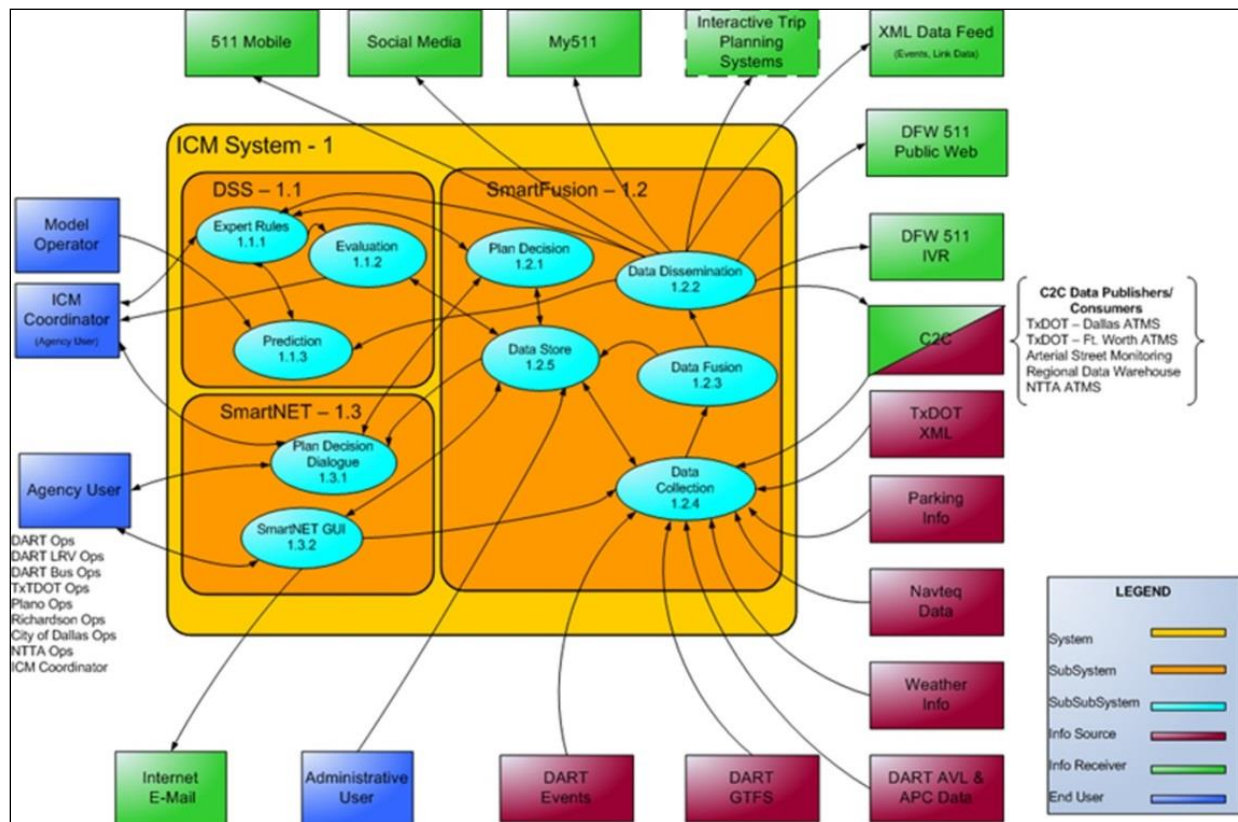 511 Mobile
Social Media
My511
Interactive Trip
Planning
Systems
XML Data Feed
(Events, Link Data)
DFW 511
Public Web
DFW 511
IVR
C2C
C2C Data Publishers/
Consumers
TxDOT – Dallas ATMS
TxDOT – Ft. Worth ATMS
Arterial Street Monitoring
Regional Data Warehouse
NTTA ATMS
TxDOT
XML
Parking
Info
Navteq
Data
Weather
Info
DART AVL &
APC Data
DART
GTFS
DART
Events
Administrative
User
Internet
E-Mail
Model
Operator
ICM
Coordinator
(Agency User)
Agency User
DART Ops
DART LRV Ops
DART Bus Ops
TxTDOT Ops
Plano Ops
Richardson Ops
City of Dallas Ops
NTTA Ops
ICM Coordinator
ICM System - 1
DSS – 1.1
Expert Rules
1.1.1
Evaluation
1.1.2
Prediction
1.1.3
SmartFusion – 1.2
Plan Decision
1.2.1
Data Dissemination
1.2.2
Data Store
1.2.5
Data Fusion
1.2.3
Data
Collection
1.2.4
SmartNET – 1.3
Plan Decision
Dialogue
1.3.1
SmartNET GUI
1.3.2
LEGEND
System
SubSystem
SubSubSystem
Info Source
Info Receiver
End User